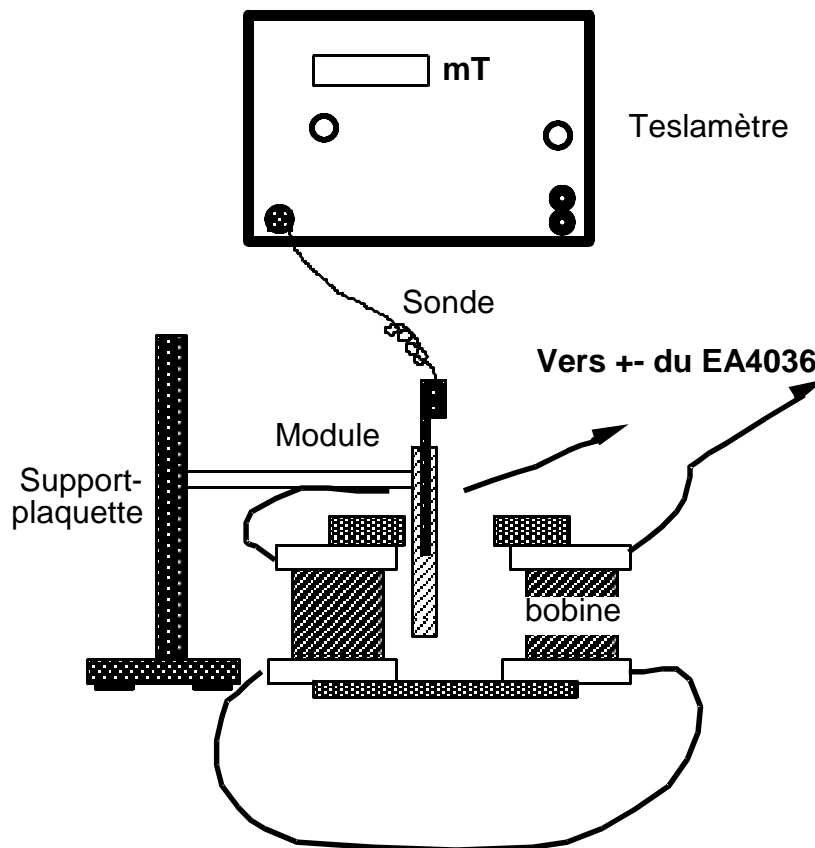 mT
Teslamètre
Sonde
Vers +- du EA4036
Module
Support-
plaquette
bobine